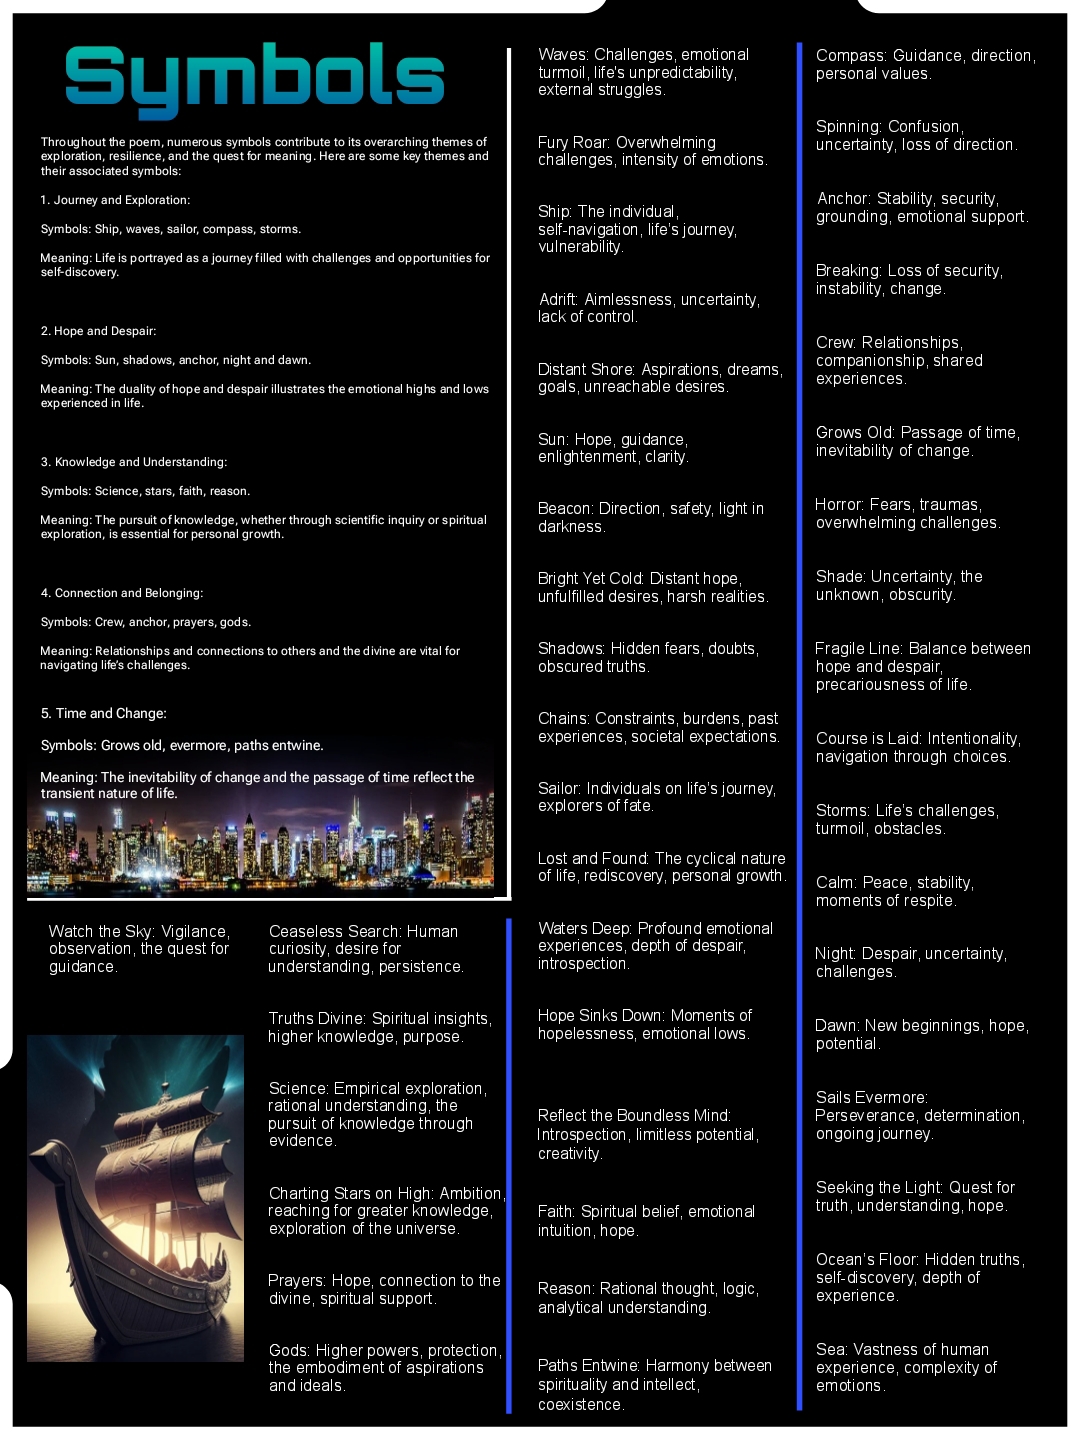 Symbols
Throughout the poem, numerous symbols contribute to its overarching themes of
exploration, resilience, and the quest for meaning. Here are some key themes and
their associated symbols:
1. Journey and Exploration:
Symbols: Ship, waves, sailor, compass, storms.
Meaning: Life is portrayed as a journey filled with challenges and opportunities for
self-discovery.
2. Hope and Despair:
Symbols: Sun, shadows, anchor, night and dawn.
Meaning: The duality of hope and despair illustrates the emotional highs and lows
experienced in life.
3. Knowledge and Understanding:
Symbols: Science, stars, faith, reason.
Meaning: The pursuit of knowledge, whether through scientific inquiry or spiritual
exploration, is essential for personal growth.
4. Connection and Belonging:
Symbols: Crew, anchor, prayers, gods.
Meaning: Relationships and connections to others and the divine are vital for
navigating life's challenges.
5. Time and Change:
Symbols: Grows old, evermore, paths entwine.
Meaning: The inevitability of change and the passage of time reflect the
transient nature of life.
Watch the Sky: Vigilance,
observation, the quest for
guidance.
Ceaseless Search: Human
curiosity, desire for
understanding, persistence.
Truths Divine: Spiritual insights,
higher knowledge, purpose.
Science: Empirical exploration,
rational understanding, the
pursuit of knowledge through
evidence.
Charting Stars on High: Ambition,
reaching for greater knowledge,
exploration of the universe.
Prayers: Hope, connection to the
divine, spiritual support.
Gods: Higher powers, protection,
the embodiment of aspirations
and ideals.
Waves: Challenges, emotional
turmoil, life's unpredictability,
external struggles.
Fury Roar: Overwhelming
challenges, intensity of emotions.
Ship: The individual,
self-navigation, life's journey,
vulnerability.
Adrift: Aimlessness, uncertainty,
lack of control.
Distant Shore: Aspirations, dreams,
goals, unreachable desires.
Sun: Hope, guidance,
enlightenment, clarity.
Beacon: Direction, safety, light in
darkness.
Bright Yet Cold: Distant hope,
unfulfilled desires, harsh realities.
Shadows: Hidden fears, doubts,
obscured truths.
Chains: Constraints, burdens, past
experiences, societal expectations.
Sailor: Individuals on life's journey,
explorers of fate.
Lost and Found: The cyclical nature
of life, rediscovery, personal growth.
Waters Deep: Profound emotional
experiences, depth of despair,
introspection.
Hope Sinks Down: Moments of
hopelessness, emotional lows.
Reflect the Boundless Mind:
Introspection, limitless potential,
creativity.
Faith: Spiritual belief, emotional
intuition, hope.
Reason: Rational thought, logic,
analytical understanding.
Paths Entwine: Harmony between
spirituality and intellect,
coexistence.
Compass: Guidance, direction,
personal values.
Spinning: Confusion,
uncertainty, loss of direction.
Anchor: Stability, security,
grounding, emotional support.
Breaking: Loss of security,
instability, change.
Crew: Relationships,
companionship, shared
experiences.
Grows Old: Passage of time,
inevitability of change.
Horror: Fears, traumas,
overwhelming challenges.
Shade: Uncertainty, the
unknown, obscurity.
Fragile Line: Balance between
hope and despair,
precariousness of life.
Course is Laid: Intentionality,
navigation through choices.
Storms: Life's challenges,
turmoil, obstacles.
Calm: Peace, stability,
moments of respite.
Night: Despair, uncertainty,
challenges.
Dawn: New beginnings, hope,
potential.
Sails Evermore:
Perseverance, determination,
ongoing journey.
Seeking the Light: Quest for
truth, understanding, hope.
Ocean's Floor: Hidden truths,
self-discovery, depth of
experience.
Sea: Vastness of human
experience, complexity of
emotions.